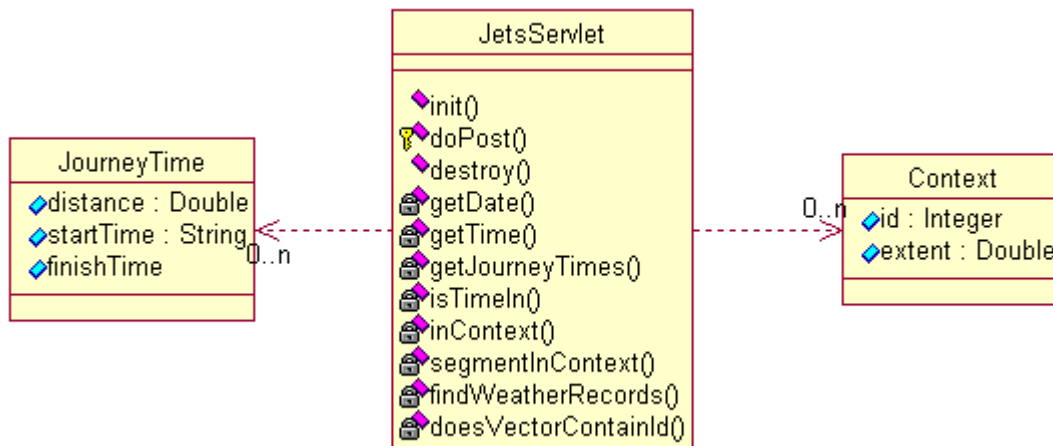 JetsServlet
init()
doPost()
destroy()
getDate()
getTime()
getJourneyTimes()
isTimeIn()
inContext()
segmentInContext()
findWeatherRecords()
doesVectorContainId()
JourneyTime
distance : Double
startTime : String
finishTime
0..n
Context
id : Integer
extent : Double
0..n